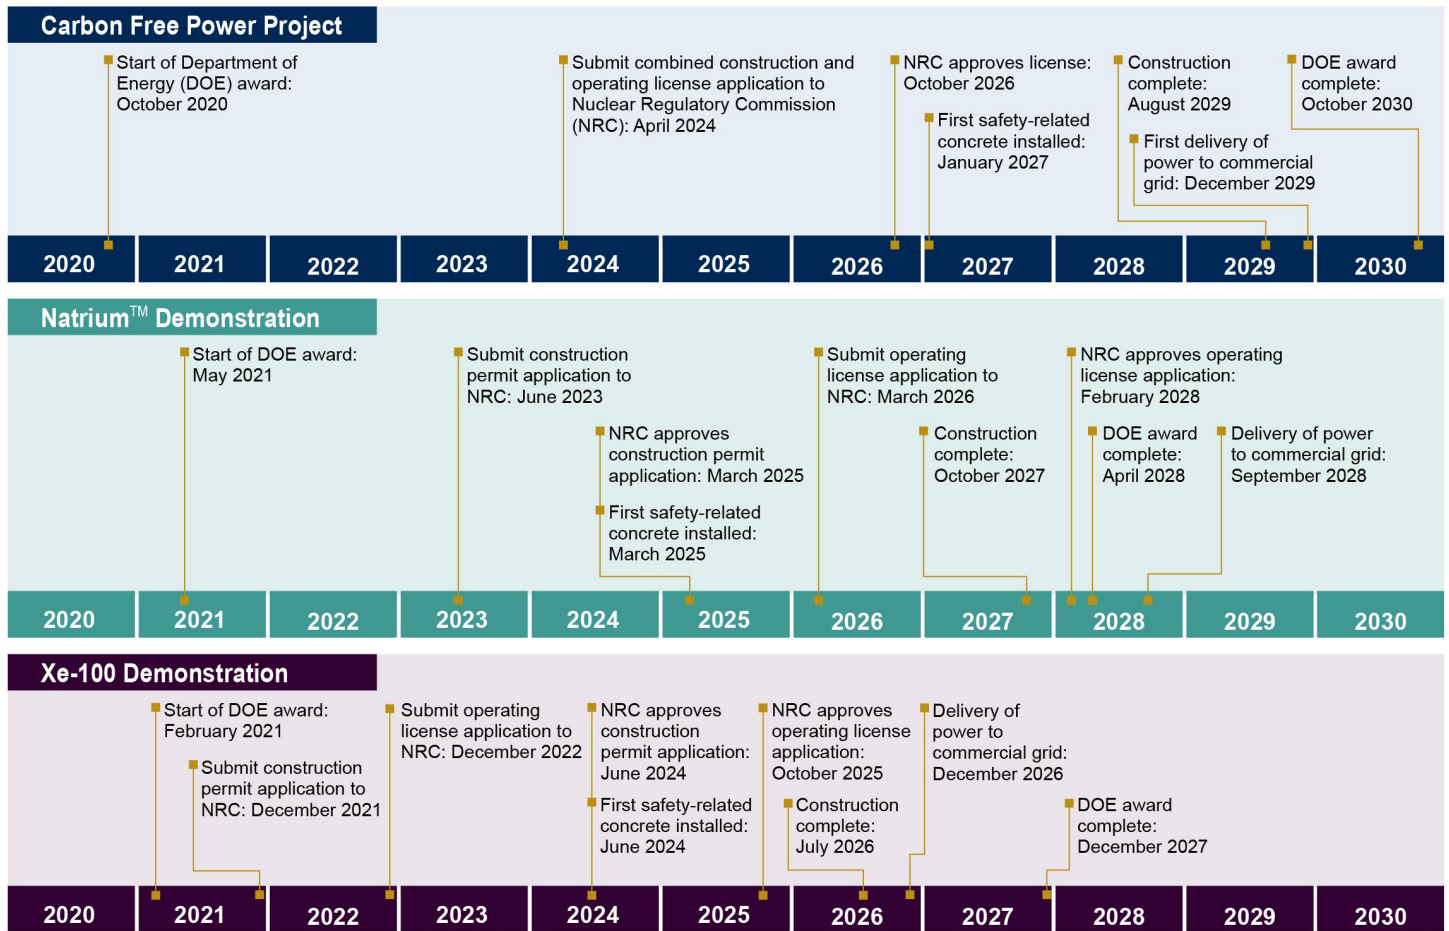 Carbon Free Power Project
Start of Department of
Energy (DOE) award:
October 2020
Submit combined construction and
operating license application to
Nuclear Regulatory Commission
(NRC): April 2024
NRC approves license:
October 2026
First safety-related
concrete installed:
January 2027
Construction
complete:
August 2029
First delivery of
power to commercial
grid: December 2029
DOE award
complete:
October 2030
2020 2021 2022 2023 2024 2025 2026 2027 2028 2029 2030
Natrium™ Demonstration
Start of DOE award:
May 2021
Submit construction
permit application to
NRC: June 2023
NRC approves
construction permit
application: March 2025
First safety-related
concrete installed:
March 2025
Submit operating
license application to
NRC: March 2026
Construction
complete:
October 2027
NRC approves operating
license application:
February 2028
DOE award
complete:
April 2028
Delivery of power
to commercial grid:
September 2028
2020 2021 2022 2023 2024 2025 2026 2027 2028 2029 2030
Xe-100 Demonstration
Start of DOE award:
February 2021
Submit construction
permit application to
NRC: December 2021
Submit operating
license application to
NRC: December 2022
NRC approves
construction
permit application:
June 2024
First safety-related
concrete installed:
June 2024
NRC approves
operating license
application:
October 2025
Construction
complete:
July 2026
Delivery of
power to
commercial grid:
December 2026
DOE award
complete:
December 2027
2020 2021 2022 2023 2024 2025 2026 2027 2028 2029 2030